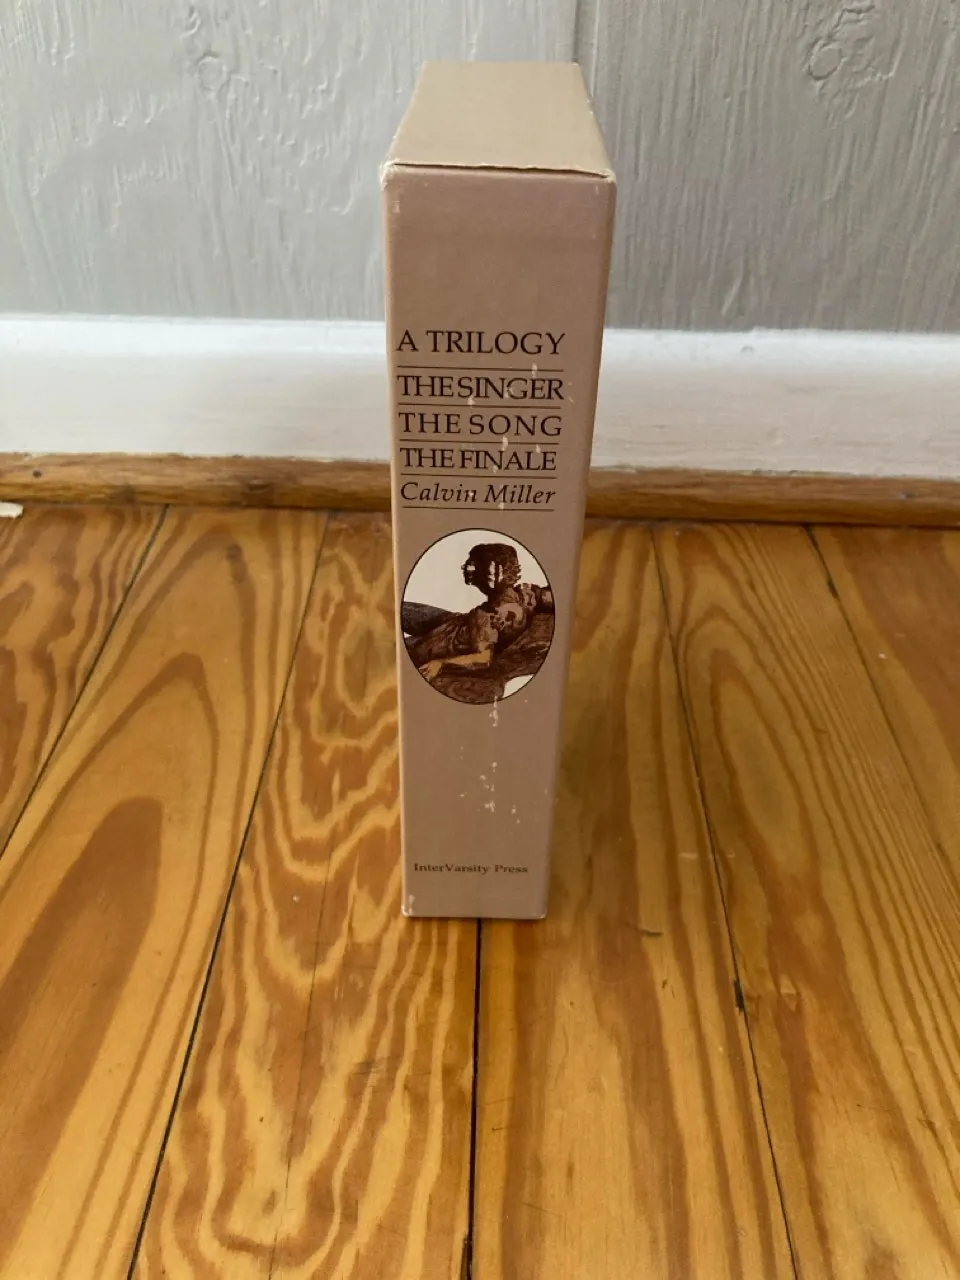 A TRILOGY
THE SINGER
THE SONG
THE FINALE
Calvin Miller
InterVarsity Press